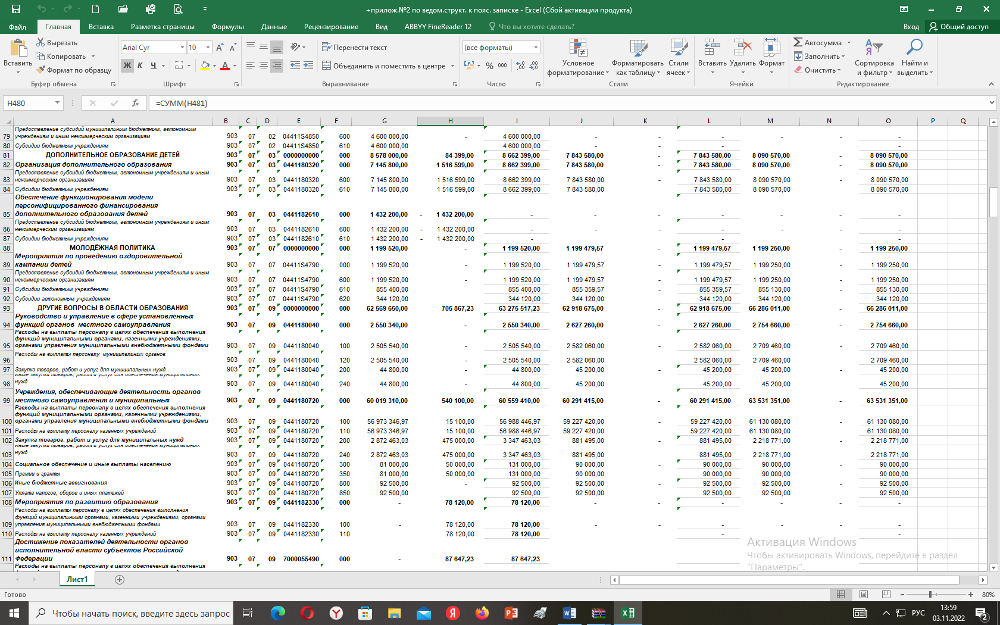 +прилож.№2 по ведом.структ. к пояс. записке - Excel (Сбой активации продукта)
Файл Главная Вставка Разметка страницы Формулы Данные Рецензирование Вид ABBYY FineReader 12 Что вы хотите сделать? Вход Общий доступ
Вставить Вырезать Копировать Формат по образцу Буфер обмена
Arial Cyr 10 Ж К Ч Шрифт
Перенести текст Объединить и поместить в центре Выравнивание
(все форматы) % 000 Число
Условное форматирование Форматировать как таблицу Стили ячеек Стили
Вставить Удалить Формат Ячейки
Автосумма Заполнить Очистить Сортировка и фильтр Найти и выделить Редактирование
H480 fx =СУММ(H481)
A B C D E F G H I J K L M N O P Q
Предоставление субсидий муниципальным бюджетным, автономным
79 учреждениям и иным некоммерческим организациям 903 07 02 04411S4850 600 4 600 000,00 - 4 600 000,00 - - - - - -
80 Субсидии бюджетным учреждениям 903 07 02 04411S4850 610 4 600 000,00 4 600 000,00 - - -
81 ДОПОЛНИТЕЛЬНОЕ ОБРАЗОВАНИЕ ДЕТЕЙ 903 07 03 0000000000 000 8 578 000,00 84 399,00 8 662 399,00 7 843 580,00 - 7 843 580,00 8 090 570,00 - 8 090 570,00
82 Организация дополнительного образования 903 07 03 0441180320 000 7 145 800,00 1 516 599,00 8 662 399,00 7 843 580,00 - 7 843 580,00 8 090 570,00 - 8 090 570,00
Предоставление субсидий бюджетным, автономным учреждениям и иным
83 некоммерческим организациям 903 07 03 0441180320 600 7 145 800,00 1 516 599,00 8 662 399,00 7 843 580,00 - 7 843 580,00 8 090 570,00 - 8 090 570,00
84 Субсидии бюджетным учреждениям 903 07 03 0441180320 610 7 145 800,00 1 516 599,00 8 662 399,00 7 843 580,00 7 843 580,00 8 090 570,00 8 090 570,00
Обеспечение функционирования модели
персонифицированного финансирования
85 дополнительного образования детей 903 07 03 0441182610 000 1 432 200,00 - 1 432 200,00 - - - - - - -
Предоставление субсидий бюджетным, автономным учреждениям и иным
86 некоммерческим организациям 903 07 03 0441182610 600 1 432 200,00 - 1 432 200,00 - - - - - - -
87 Субсидии бюджетным учреждениям 903 07 03 0441182610 610 1 432 200,00 - 1 432 200,00 - - -
88 МОЛОДЁЖНАЯ ПОЛИТИКА 903 07 07 0000000000 000 1 199 520,00 - 1 199 520,00 1 199 479,57 - 1 199 479,57 1 199 250,00 - 1 199 250,00
Мероприятия по проведению оздоровительной
89 кампании детей 903 07 07 04411S4790 000 1 199 520,00 - 1 199 520,00 1 199 479,57 - 1 199 479,57 1 199 250,00 - 1 199 250,00
Предоставление субсидий бюджетным, автономным учреждениям и иным
90 некоммерческим организациям 903 07 07 04411S4790 600 1 199 520,00 - 1 199 520,00 1 199 479,57 - 1 199 479,57 1 199 250,00 - 1 199 250,00
91 Субсидии бюджетным учреждениям 903 07 07 04411S4790 610 855 400,00 855 400,00 855 359,57 855 359,57 855 130,00 855 130,00
92 Субсидии автономным учреждениям 903 07 07 04411S4790 620 344 120,00 344 120,00 344 120,00 344 120,00 344 120,00 344 120,00
93 ДРУГИЕ ВОПРОСЫ В ОБЛАСТИ ОБРАЗОВАНИЯ 903 07 09 0000000000 000 62 569 650,00 705 867,23 63 275 517,23 62 918 675,00 - 62 918 675,00 66 286 011,00 - 66 286 011,00
Руководство и управление в сфере установленных
94 функций органов местного самоуправления 903 07 09 0441180040 000 2 550 340,00 - 2 550 340,00 2 627 260,00 - 2 627 260,00 2 754 660,00 - 2 754 660,00
Расходы на выплаты персоналу в целях обеспечения выполнения
функций муниципальными органами, казенными учреждениями,
95 органами управления муниципальными внебюджетными фондами 903 07 09 0441180040 100 2 505 540,00 - 2 505 540,00 2 582 060,00 - 2 582 060,00 2 709 460,00 - 2 709 460,00
Расходы на выплаты персоналу муниципальных органов
96 903 07 09 0441180040 120 2 505 540,00 - 2 505 540,00 2 582 060,00 2 582 060,00 2 709 460,00 2 709 460,00
97 Закупка товаров, работ и услуг для муниципальных нужд 903 07 09 0441180040 200 44 800,00 - 44 800,00 45 200,00 - 45 200,00 45 200,00 - 45 200,00
Иные закупки товаров, работ и услуг для обеспечения муниципальных
98 нужд 903 07 09 0441180040 240 44 800,00 - 44 800,00 45 200,00 45 200,00 45 200,00 45 200,00
Учреждения, обеспечивающие деятельность органов
99 местного самоуправления и муниципальных 903 07 09 0441180720 000 60 019 310,00 540 100,00 60 559 410,00 60 291 415,00 - 60 291 415,00 63 531 351,00 - 63 531 351,00
Расходы на выплаты персоналу в целях обеспечения выполнения
функций муниципальными органами, казенными учреждениями,
100 органами управления муниципальными внебюджетными фондами 903 07 09 0441180720 100 56 973 346,97 15 100,00 56 988 446,97 59 227 420,00 - 59 227 420,00 61 130 080,00 - 61 130 080,00
101 Расходы на выплату персоналу казенных учреждений 903 07 09 0441180720 110 56 973 346,97 15 100,00 56 988 446,97 59 227 420,00 - 59 227 420,00 61 130 080,00 - 61 130 080,00
102 Закупка товаров, работ и услуг для муниципальных нужд 903 07 09 0441180720 200 2 872 463,03 475 000,00 3 347 463,03 881 495,00 - 881 495,00 2 218 771,00 - 2 218 771,00
Иные закупки товаров, работ и услуг для обеспечения муниципальных
103 нужд 903 07 09 0441180720 240 2 872 463,03 475 000,00 3 347 463,03 881 495,00 - 881 495,00 2 218 771,00 - 2 218 771,00
104 Социальное обеспечение и иные выплаты населению 903 07 09 0441180720 300 81 000,00 50 000,00 131 000,00 90 000,00 - 90 000,00 90 000,00 - 90 000,00
105 Премии и гранты 903 07 09 0441180720 350 81 000,00 50 000,00 131 000,00 90 000,00 - 90 000,00 90 000,00 - 90 000,00
106 Иные бюджетные ассигнования 903 07 09 0441180720 800 92 500,00 - 92 500,00 92 500,00 - 92 500,00 92 500,00 - 92 500,00
107 Уплата налогов, сборов и иных платежей 903 07 09 0441180720 850 92 500,00 92 500,00 92 500,00 92 500,00 92 500,00 92 500,00
108 Мероприятия по развитию образования 903 07 09 0441182330 000 - 78 120,00 78 120,00 - - - - - -
Расходы на выплаты персоналу в целях обеспечения выполнения
функций муниципальными органами, казенными учреждениями, органами
109 управления муниципальными внебюджетными фондами 903 07 09 0441182330 100 - 78 120,00 78 120,00 - - - - - -
110 Расходы на выплату персоналу казенных учреждений 903 07 09 0441182330 110 78 120,00 78 120,00 - -
Достижение показателей деятельности органов
исполнительной власти субъектов Российской
111 Федерации 903 07 09 7000055490 000 - 87 647,23 87 647,23
Расходы на выплаты персоналу в целях обеспечения выполнения
Активация Windows
Чтобы активировать Windows, перейдите в раздел
"Параметры".
Лист1
Готово 80%
Чтобы начать поиск, введите здесь запрос РУС 13:59
03.11.2022 2